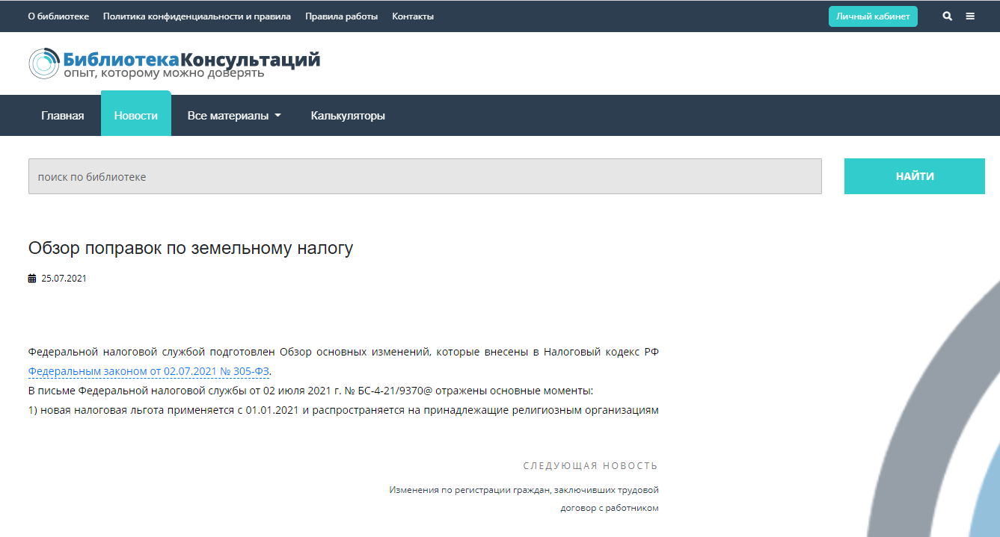 О библиотеке Политика конфиденциальности и правила Правила работы Контакты Личный кабинет
БиблиотекаКонсультаций
опыт, которому можно доверять
Главная Новости Все материалы Калькуляторы
поиск по библиотеке НАЙТИ
Обзор поправок по земельному налогу
25.07.2021
Федеральной налоговой службой подготовлен Обзор основных изменений, которые внесены в Налоговый кодекс РФ
Федеральным законом от 02.07.2021 № 305-ФЗ.
В письме Федеральной налоговой службы от 02 июля 2021 г. № БС-4-21/9370@ отражены основные моменты:
1) новая налоговая льгота применяется с 01.01.2021 и распространяется на принадлежащие религиозным организациям
СЛЕДУЮЩАЯ НОВОСТЬ
Изменения по регистрации граждан, заключивших трудовой
договор с работником